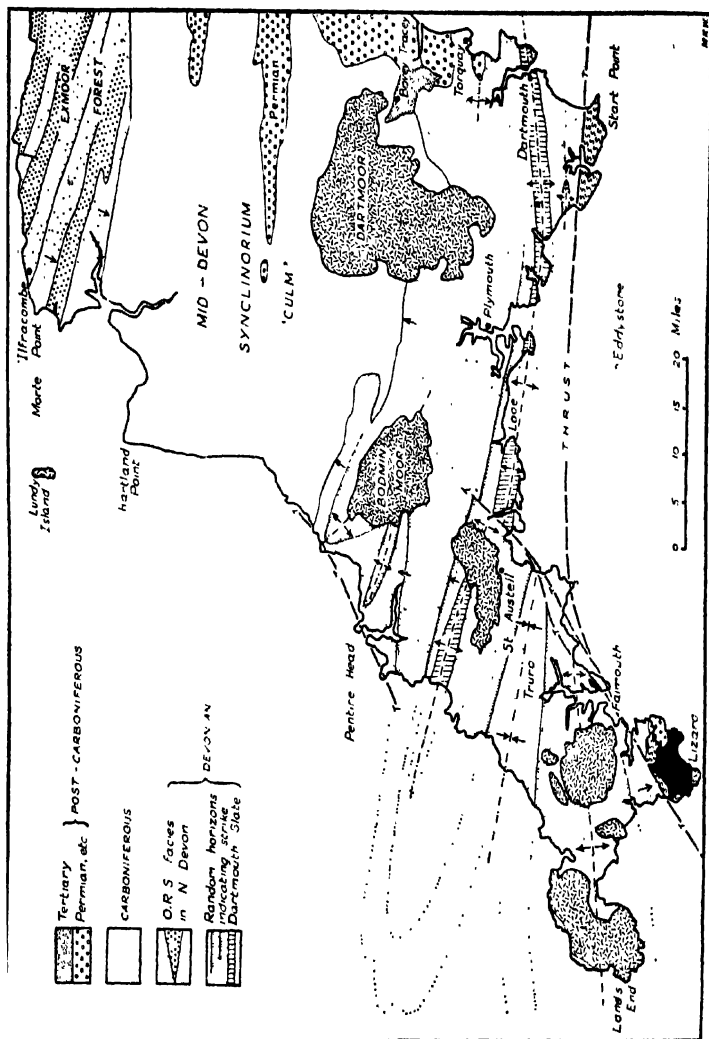 Tertiary
Permian, etc
POST-CARBONIFEROUS
CARBONIFEROUS
O.R.S facies
in N Devon
Random horizons
indicating strike
Dartmouth Slate
DEVONIAN
Lundy
Island
Ilfracombe
Morte Point
Hartland
Point
EXMOOR
FOREST
MID - DEVON
SYNCLINORIUM
'CULM'
Permian
DARTMOOR
Bovey Tracey
Torquay
Dartmouth
Start Point
Plymouth
Looe
BODMIN
MOOR
Pentire Head
St. Austell
Truro
Falmouth
Lizard
Lands
End
THRUST
Eddystone
0 5 10 15 20 Miles